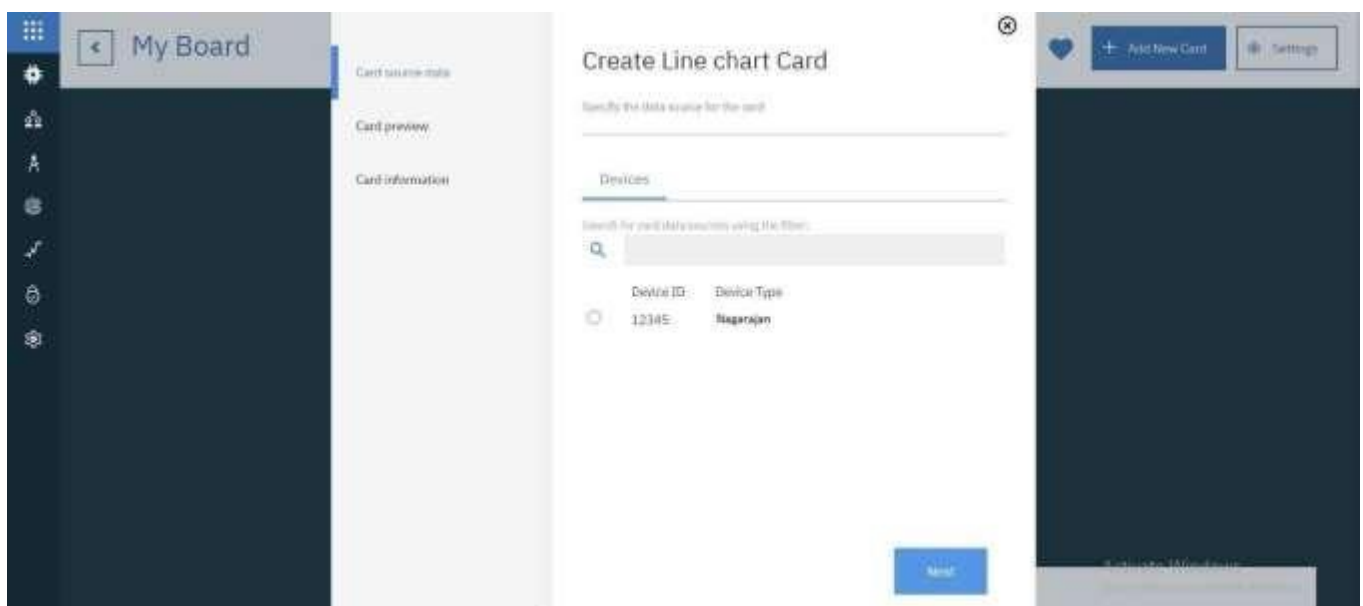 My Board
Card source data
Card preview
Card information
Create Line chart Card
Specify the data source for the card
Devices
Search for card data sources using the filter:
Device ID Device Type
12345 Nagarajan
Next
+ Add New Card
Settings
Activate Windows